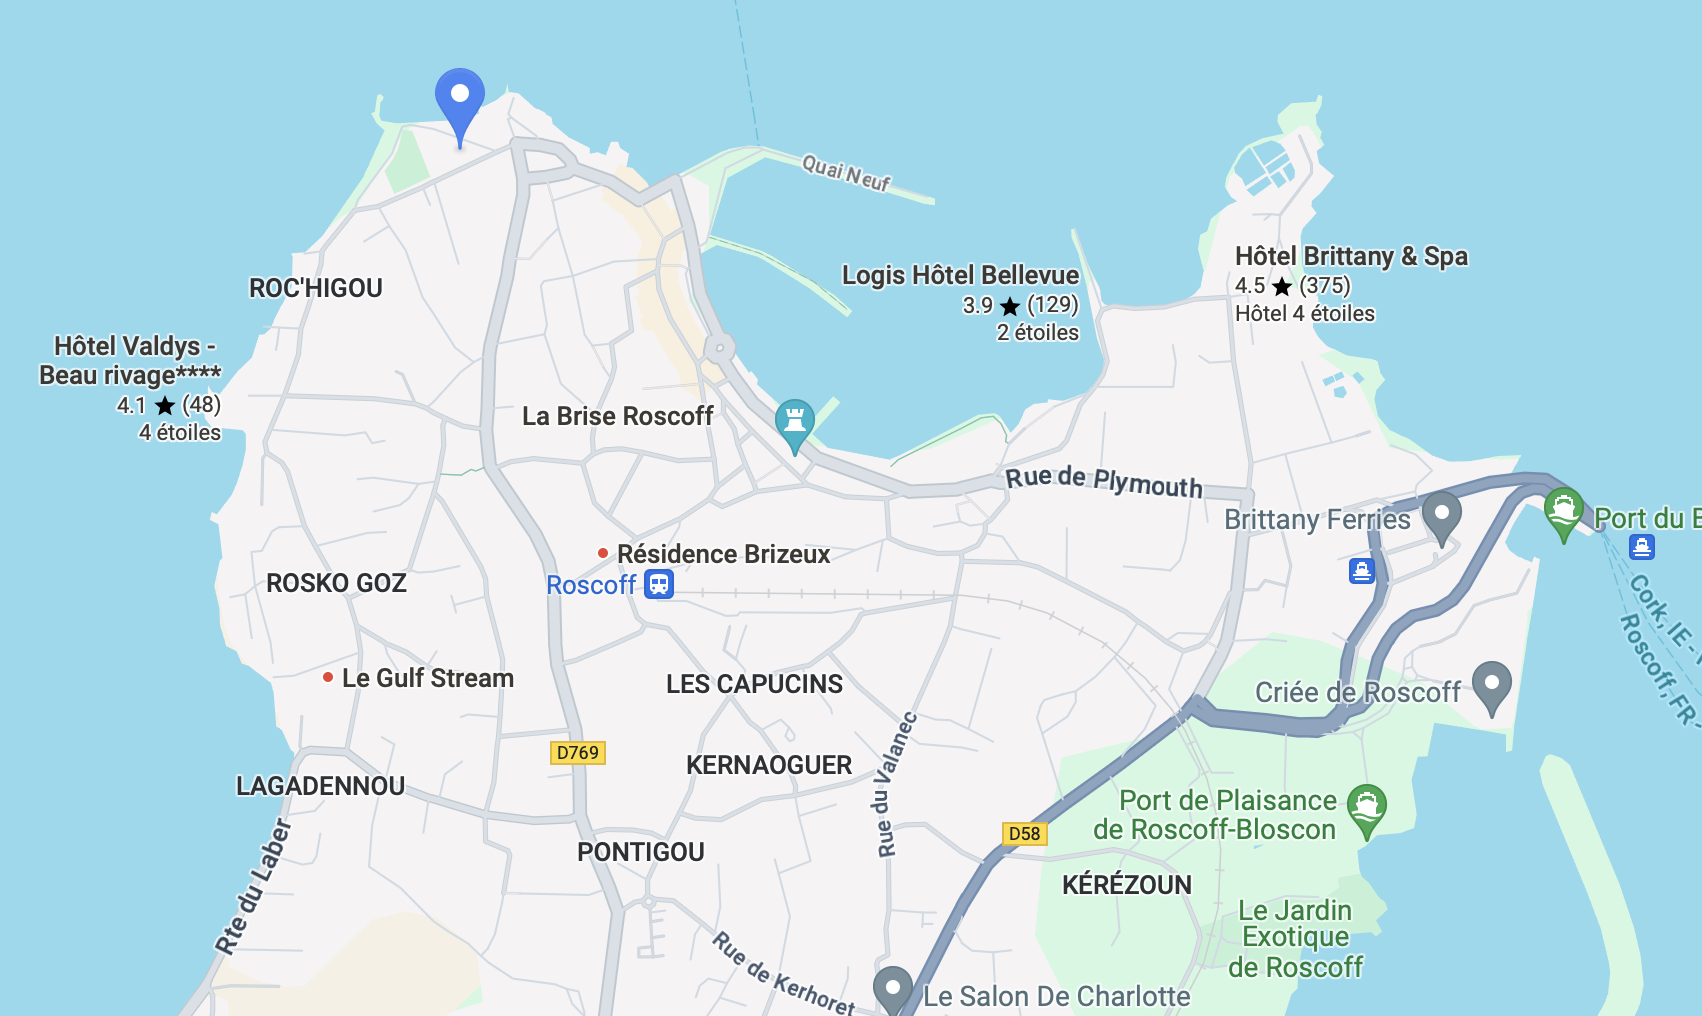 Quai Neuf
Logis Hôtel Bellevue
3.9 ★ (129)
2 étoiles
Hôtel Brittany & Spa
4.5 ★ (375)
Hôtel 4 étoiles
ROC'HIGOU
Hôtel Valdys -
Beau rivage****
4.1 ★ (48)
4 étoiles
La Brise Roscoff
Rue de Plymouth
Brittany Ferries
Port du B
Résidence Brizeux
Roscoff
ROSKO GOZ
Cork, IE -
Roscoff, FR -
Le Gulf Stream
LES CAPUCINS
Criée de Roscoff
Rue du Valanec
D769
KERNAOGUER
LAGADENNOU
Port de Plaisance
de Roscoff-Bloscon
D58
PONTIGOU
KÉRÉZOUN
Rte du Laber
Le Jardin
Exotique
de Roscoff
Rue de Kerhoret
Le Salon De Charlotte